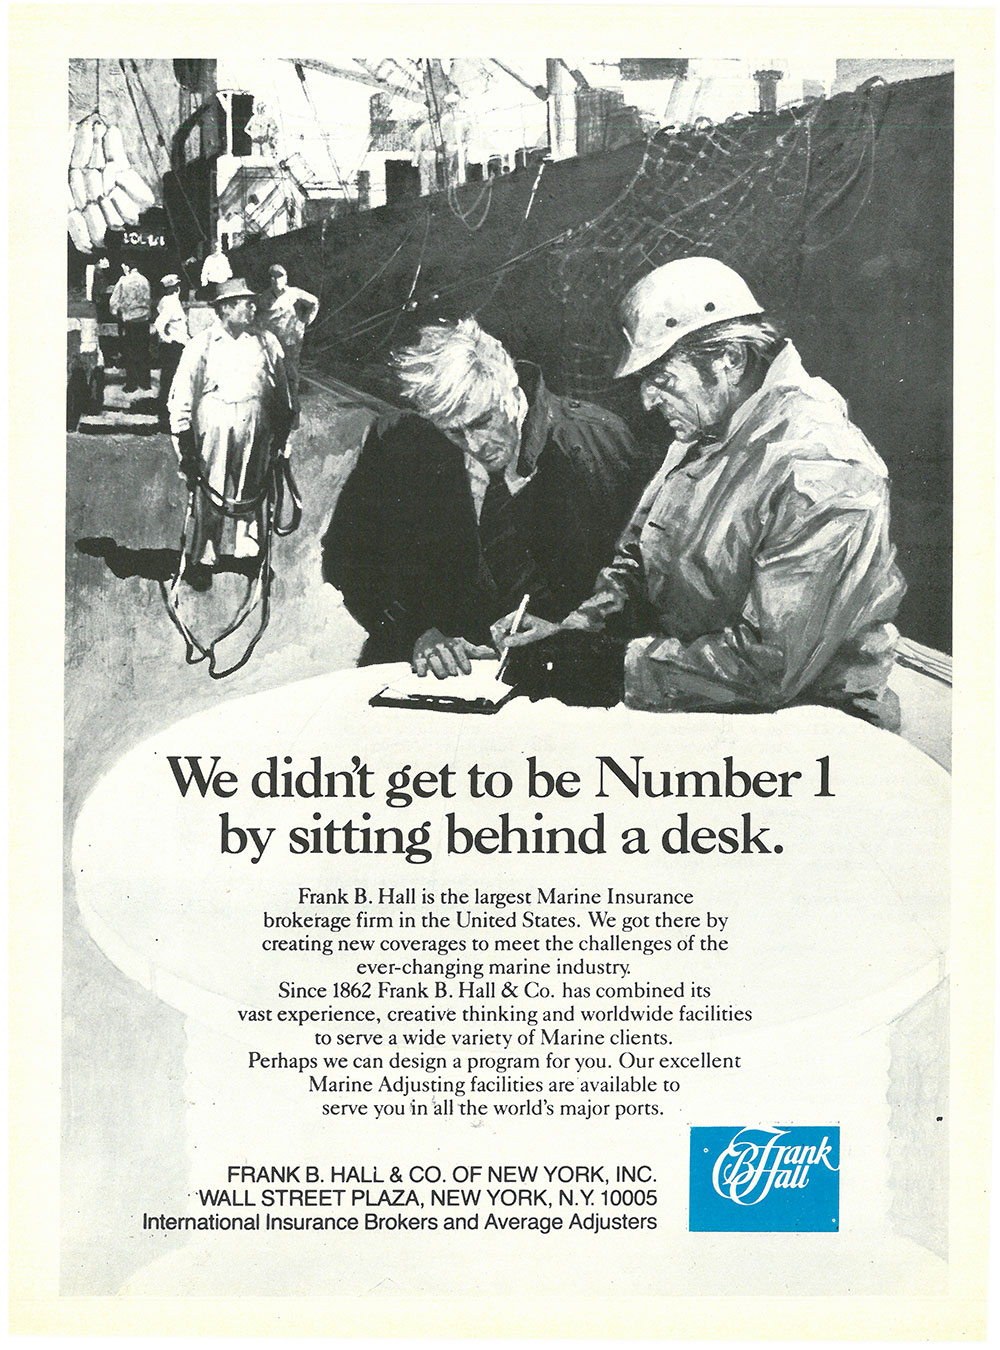 We didn't get to be Number 1
by sitting behind a desk.
Frank B. Hall is the largest Marine Insurance
brokerage firm in the United States. We got there by
creating new coverages to meet the challenges of the
ever-changing marine industry.
Since 1862 Frank B. Hall & Co. has combined its
vast experience, creative thinking and worldwide facilities
to serve a wide variety of Marine clients.
Perhaps we can design a program for you. Our excellent
Marine Adjusting facilities are available to
serve you in all the world's major ports.
FRANK B. HALL & CO. OF NEW YORK, INC.
WALL STREET PLAZA, NEW YORK, N.Y. 10005
International Insurance Brokers and Average Adjusters
Frank
B Hall